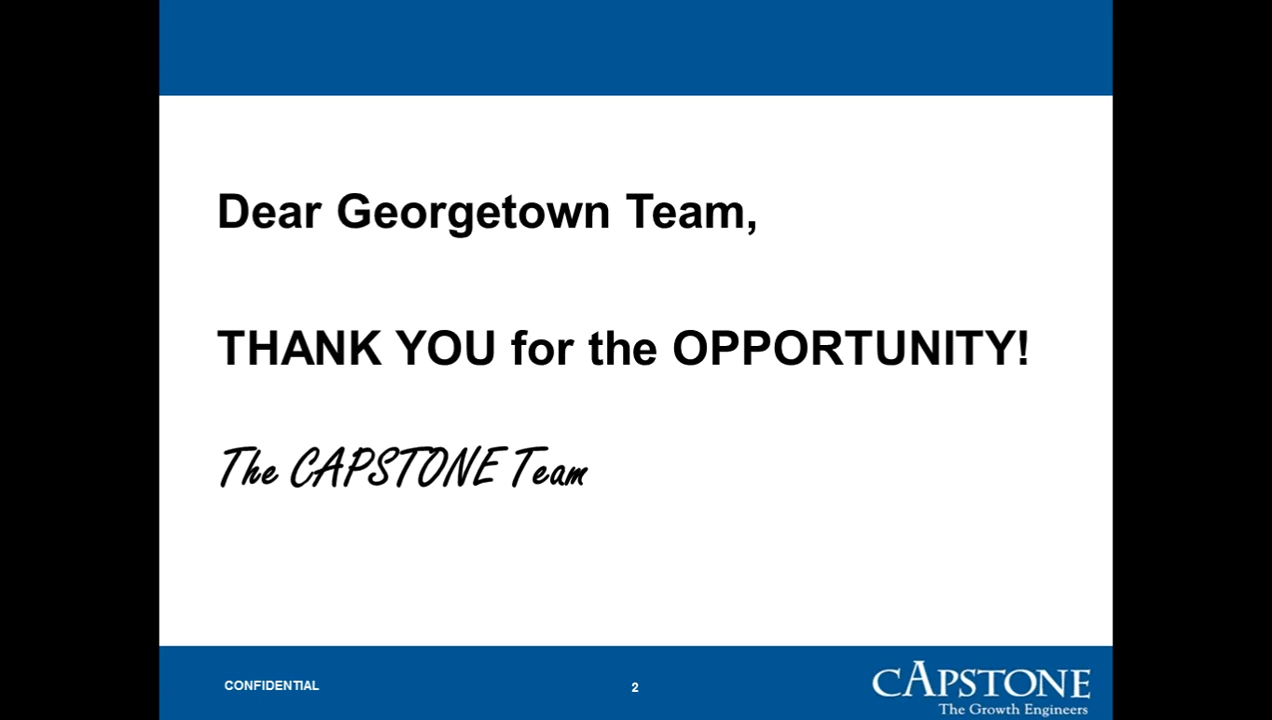 Dear Georgetown Team,
THANK YOU for the OPPORTUNITY!
The CAPSTONE Team
CONFIDENTIAL
2
CAPSTONE
The Growth Engineers